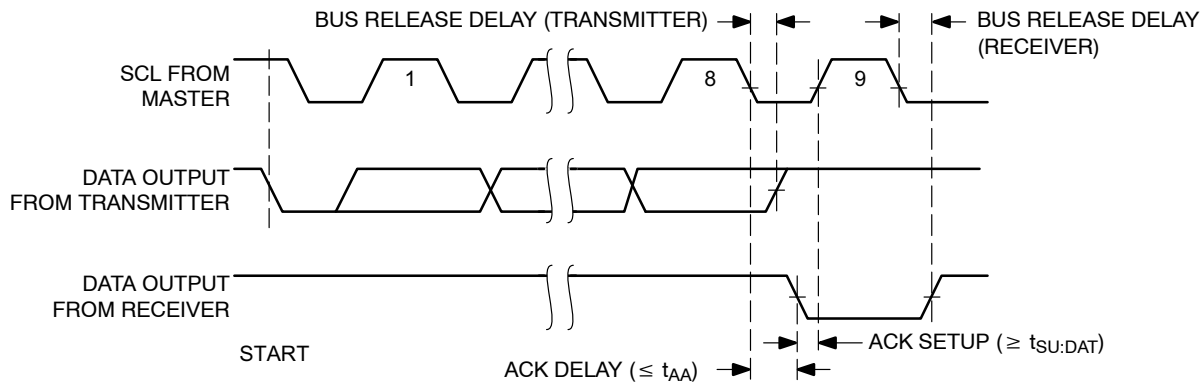 BUS RELEASE DELAY (TRANSMITTER)
BUS RELEASE DELAY
(RECEIVER)
SCL FROM
MASTER
1
8
9
DATA OUTPUT
FROM TRANSMITTER
DATA OUTPUT
FROM RECEIVER
START
ACK SETUP (≥ tSU:DAT)
ACK DELAY (≤ tAA)